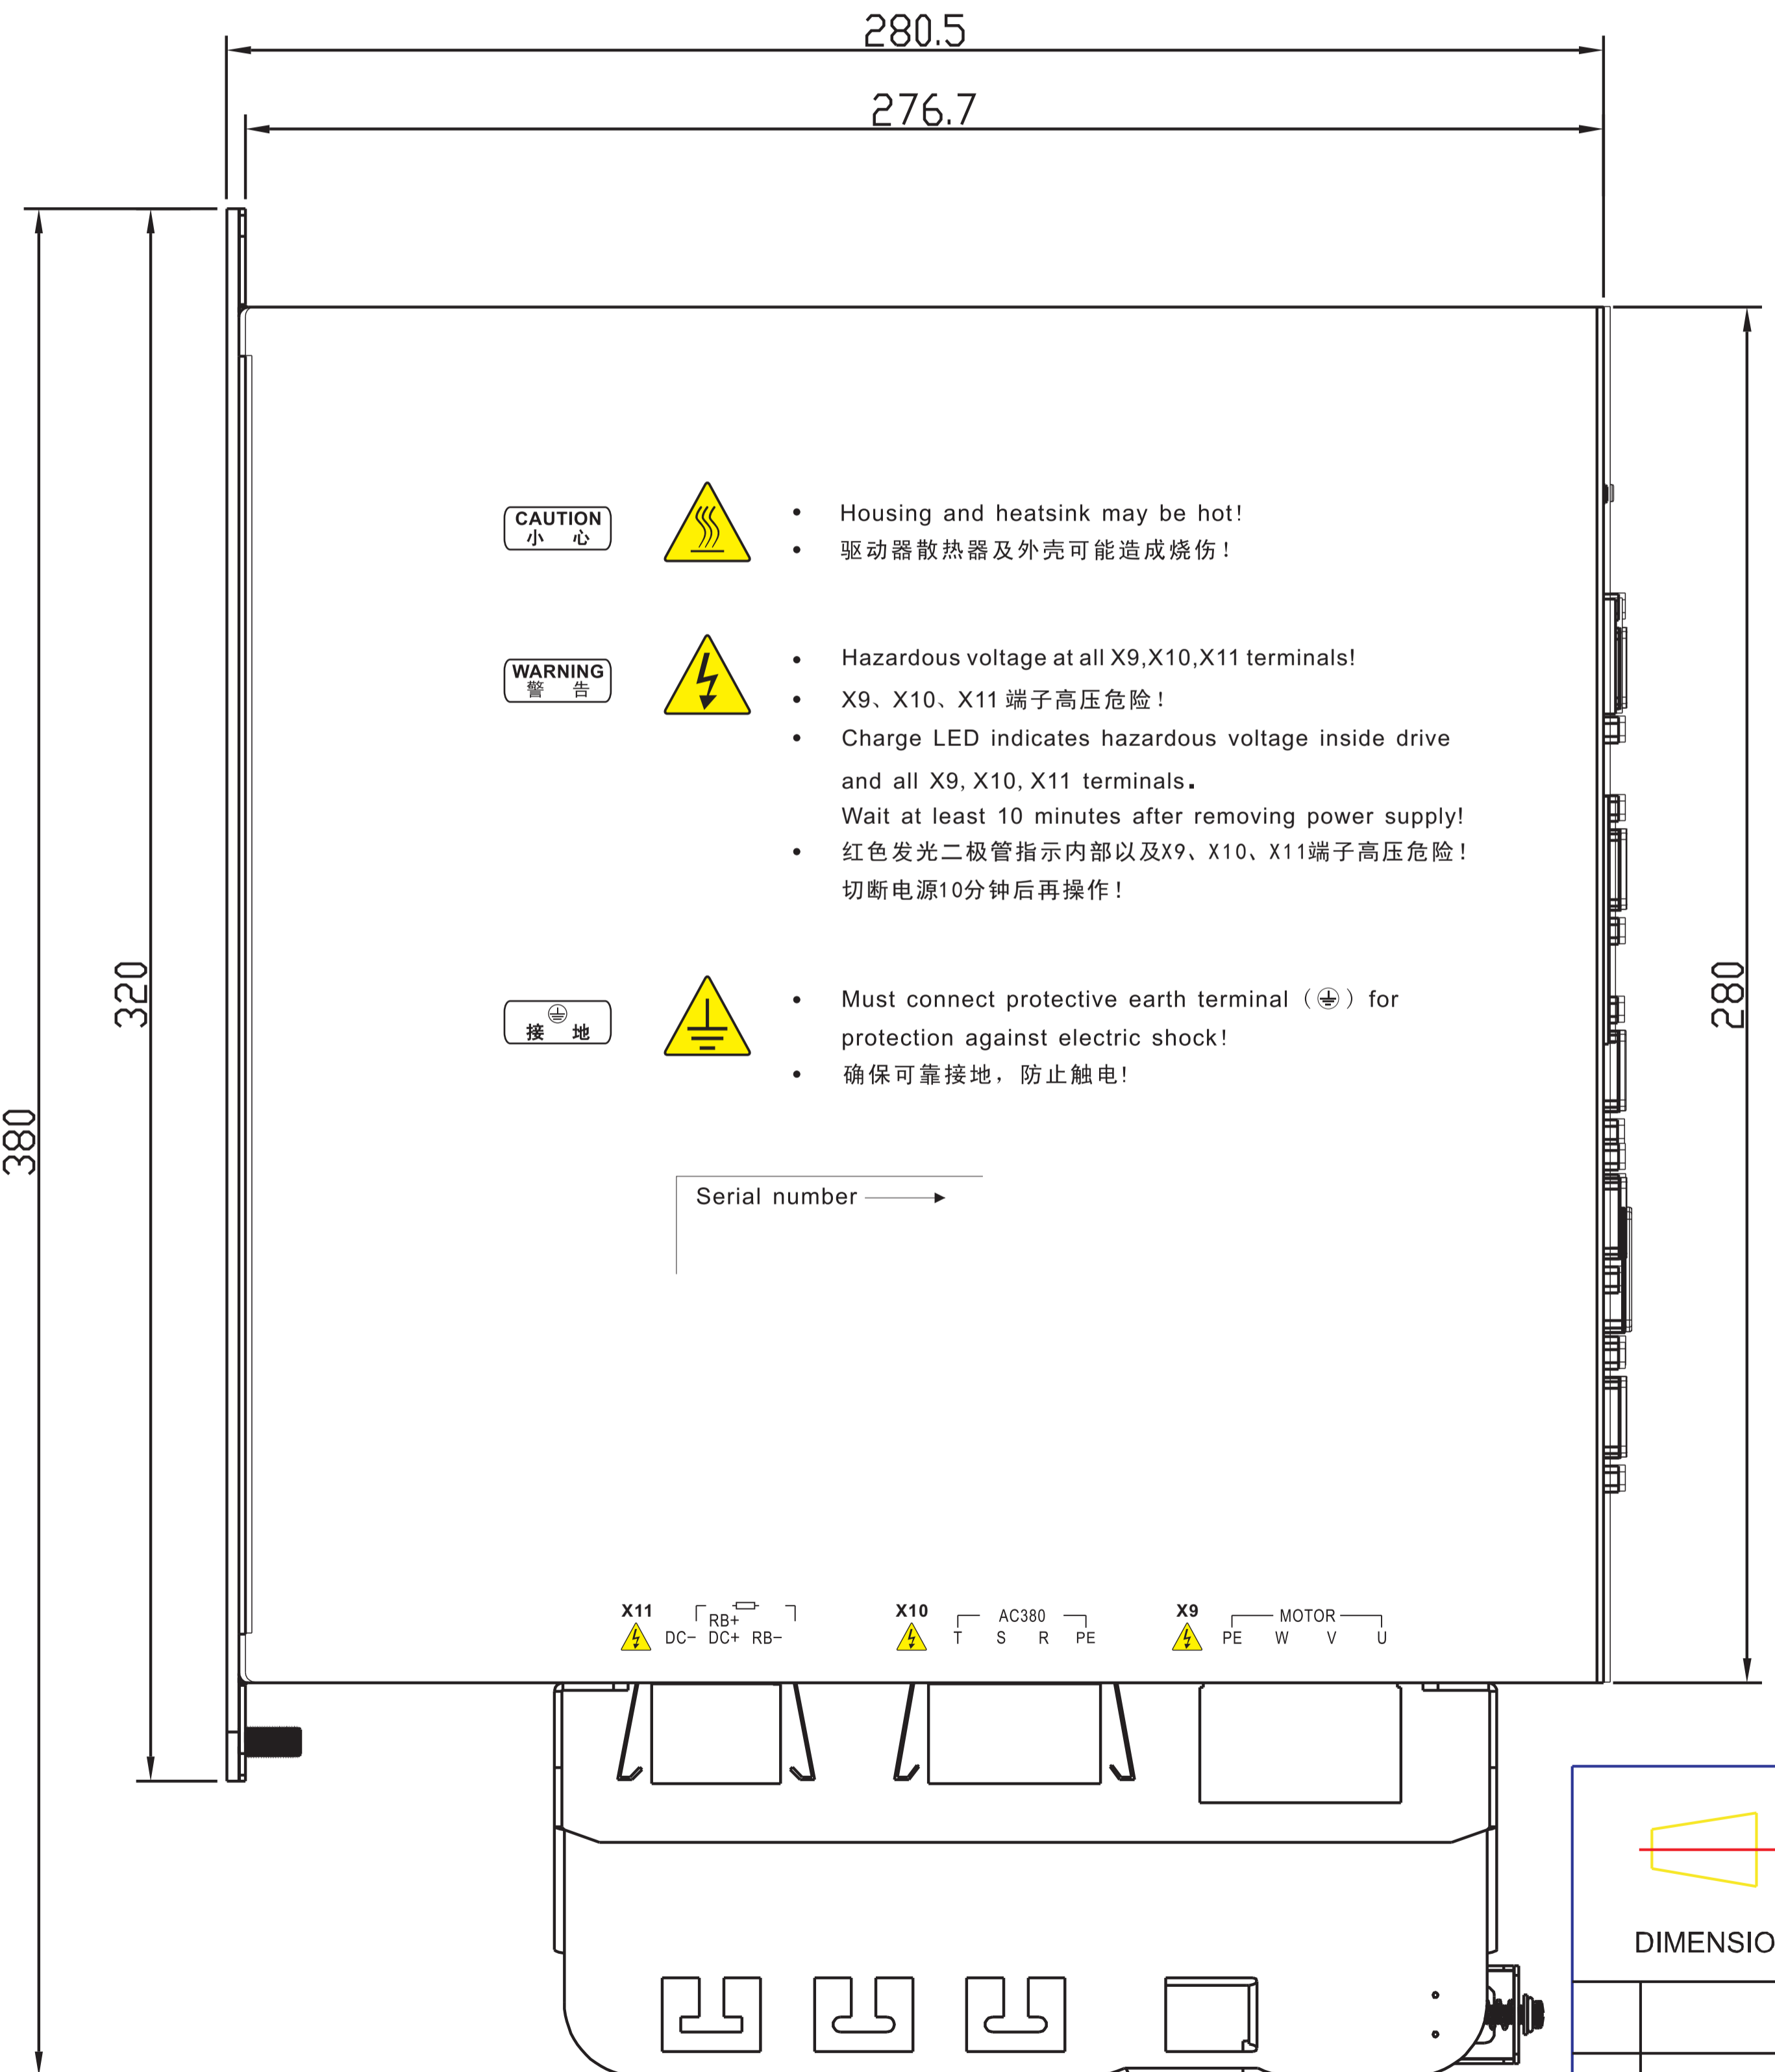 280.5
276.7
CAUTION
小 心
• Housing and heatsink may be hot!
• 驱动器散热器及外壳可能造成烧伤！
WARNING
警 告
• Hazardous voltage at all X9,X10,X11 terminals!
• X9、X10、X11 端子高压危险！
• Charge LED indicates hazardous voltage inside drive
and all X9, X10, X11 terminals.
Wait at least 10 minutes after removing power supply!
• 红色发光二极管指示内部以及X9、X10、X11端子高压危险！
切断电源10分钟后再操作！
320
280
接 地
• Must connect protective earth terminal （⏚） for
protection against electric shock!
• 确保可靠接地，防止触电!
380
Serial number
X11
RB+
DC− DC+ RB−
X10
AC380
T S R PE
X9
MOTOR
PE W V U
DIMENSIO